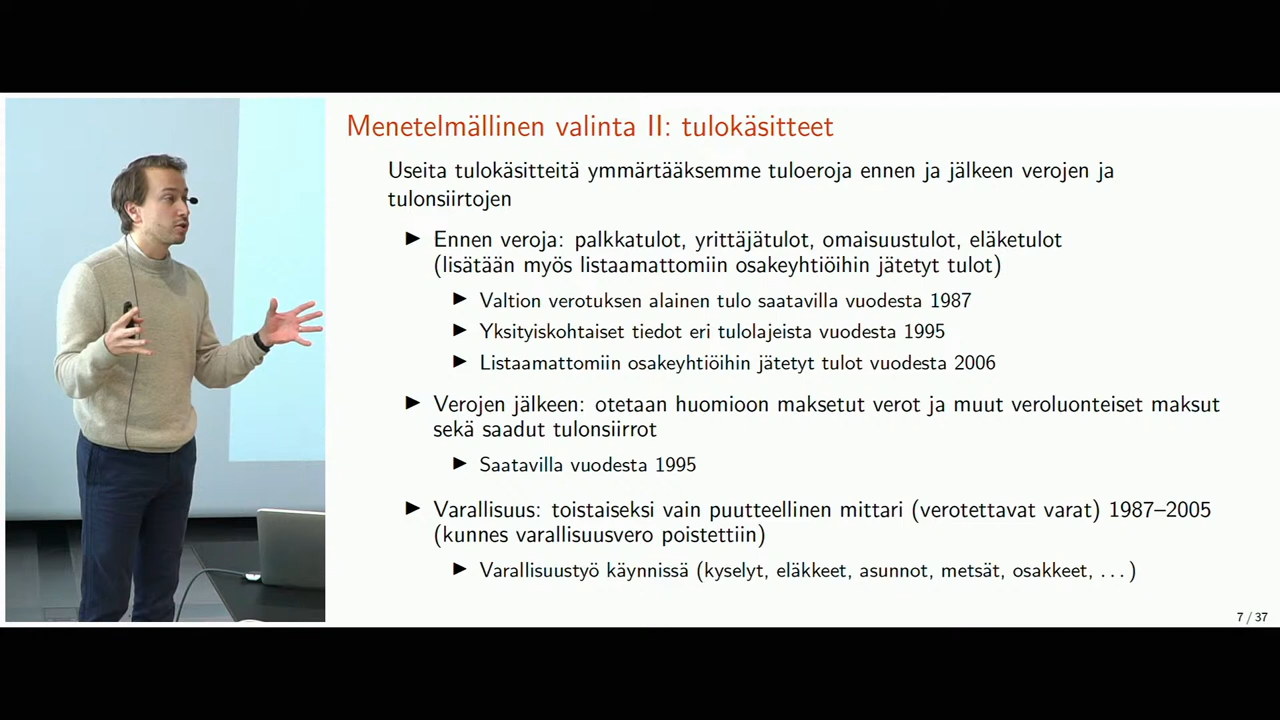 Menetelmällinen valinta II: tulokäsitteet
Useita tulokäsitteitä ymmärtääksemme tuloeroja ennen ja jälkeen verojen ja
tulonsiirtojen
▶ Ennen veroja: palkkatulot, yrittäjätulot, omaisuustulot, eläketulot
(lisätään myös listaamattomiin osakeyhtiöihin jätetyt tulot)
▶ Valtion verotuksen alainen tulo saatavilla vuodesta 1987
▶ Yksityiskohtaiset tiedot eri tulolajeista vuodesta 1995
▶ Listaamattomiin osakeyhtiöihin jätetyt tulot vuodesta 2006
▶ Verojen jälkeen: otetaan huomioon maksetut verot ja muut veroluonteiset maksut
sekä saadut tulonsiirrot
▶ Saatavilla vuodesta 1995
▶ Varallisuus: toistaiseksi vain puutteellinen mittari (verotettavat varat) 1987–2005
(kunnes varallisuusvero poistettiin)
▶ Varallisuustyö käynnissä (kyselyt, eläkkeet, asunnot, metsät, osakkeet, ...)
7 / 37